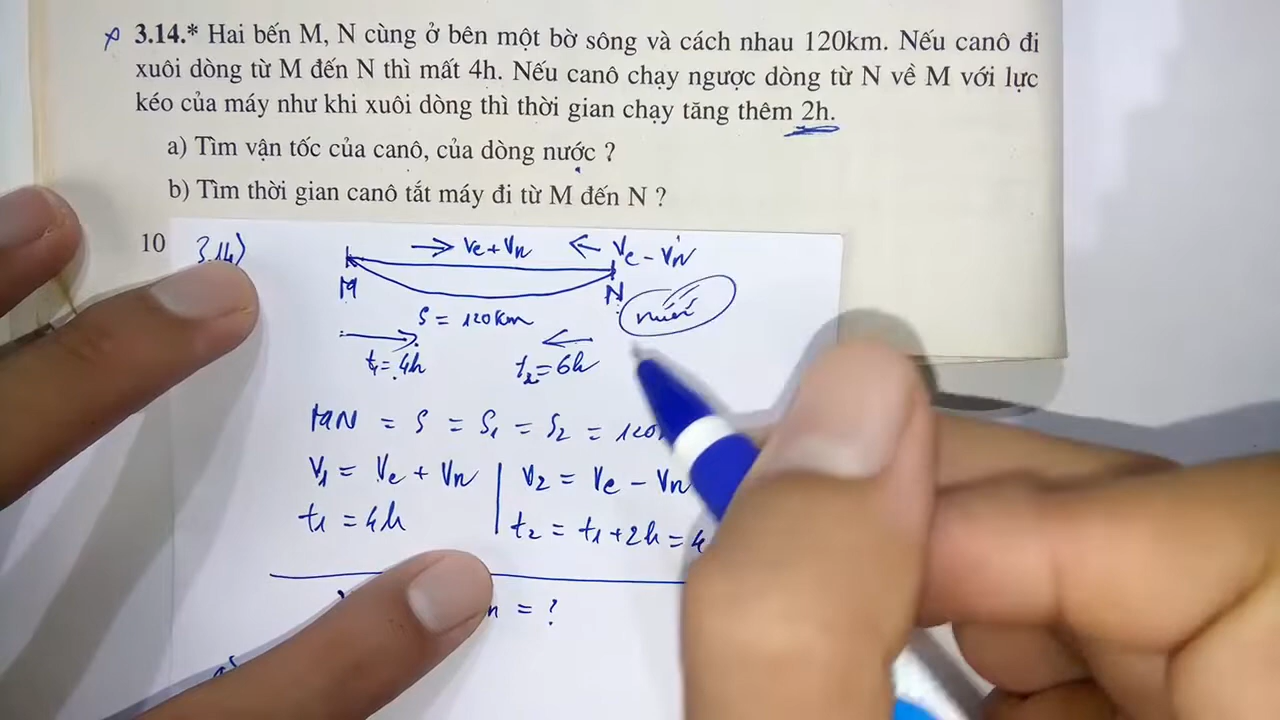 3.14.* Hai bến M, N cùng ở bên một bờ sông và cách nhau 120km. Nếu canô đi
xuôi dòng từ M đến N thì mất 4h. Nếu canô chạy ngược dòng từ N về M với lực
kéo của máy như khi xuôi dòng thì thời gian chạy tăng thêm 2h.
a) Tìm vận tốc của canô, của dòng nước ?
b) Tìm thời gian canô tắt máy đi từ M đến N ?
10 3.14)
Vc+Vn Vc - Vn
M N
S = 120km
t1= 4h t2=6h
MN = S = S1 = S2 = 120
V1 = Vc + Vn | V2 = Vc - Vn
t1 = 4h | t2 = t1+2h = 4
n = ?